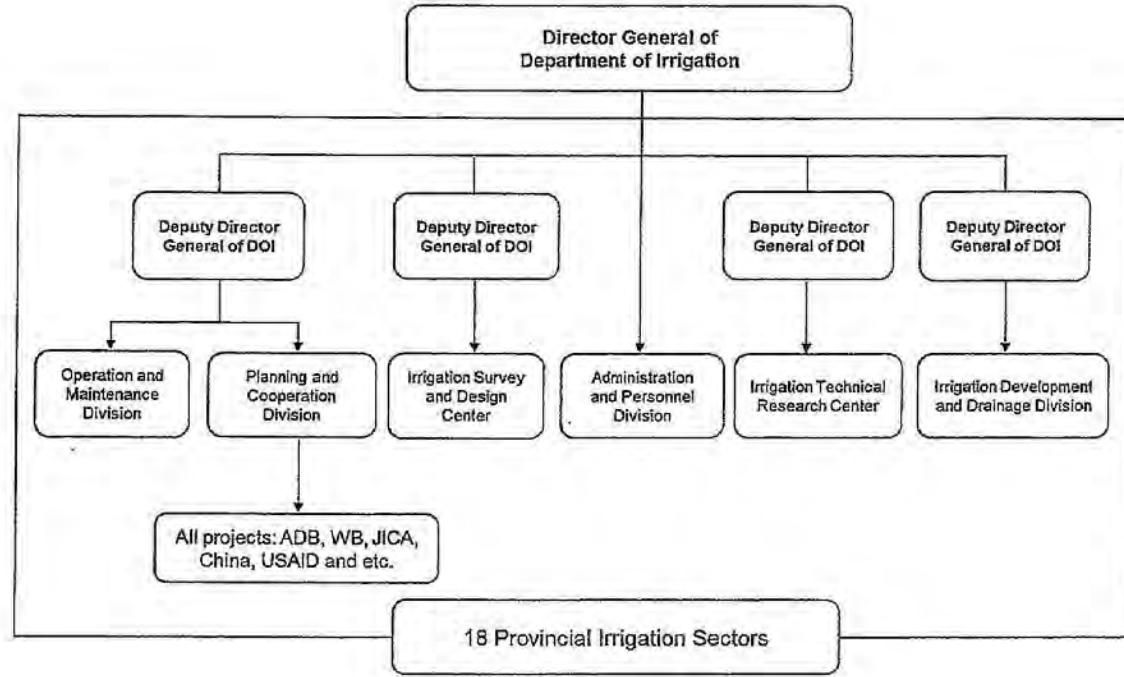 Director General of
Department of Irrigation
Deputy Director
General of DOI
Deputy Director
General of DOI
Deputy Director
General of DOI
Deputy Director
General of DOI
Operation and
Maintenance
Division
Planning and
Cooperation
Division
Irrigation Survey
and Design
Center
Administration
and Personnel
Division
Irrigation Technical
Research Center
Irrigation Development
and Drainage Division
All projects: ADB, WB, JICA,
China, USAID and etc.
18 Provincial Irrigation Sectors